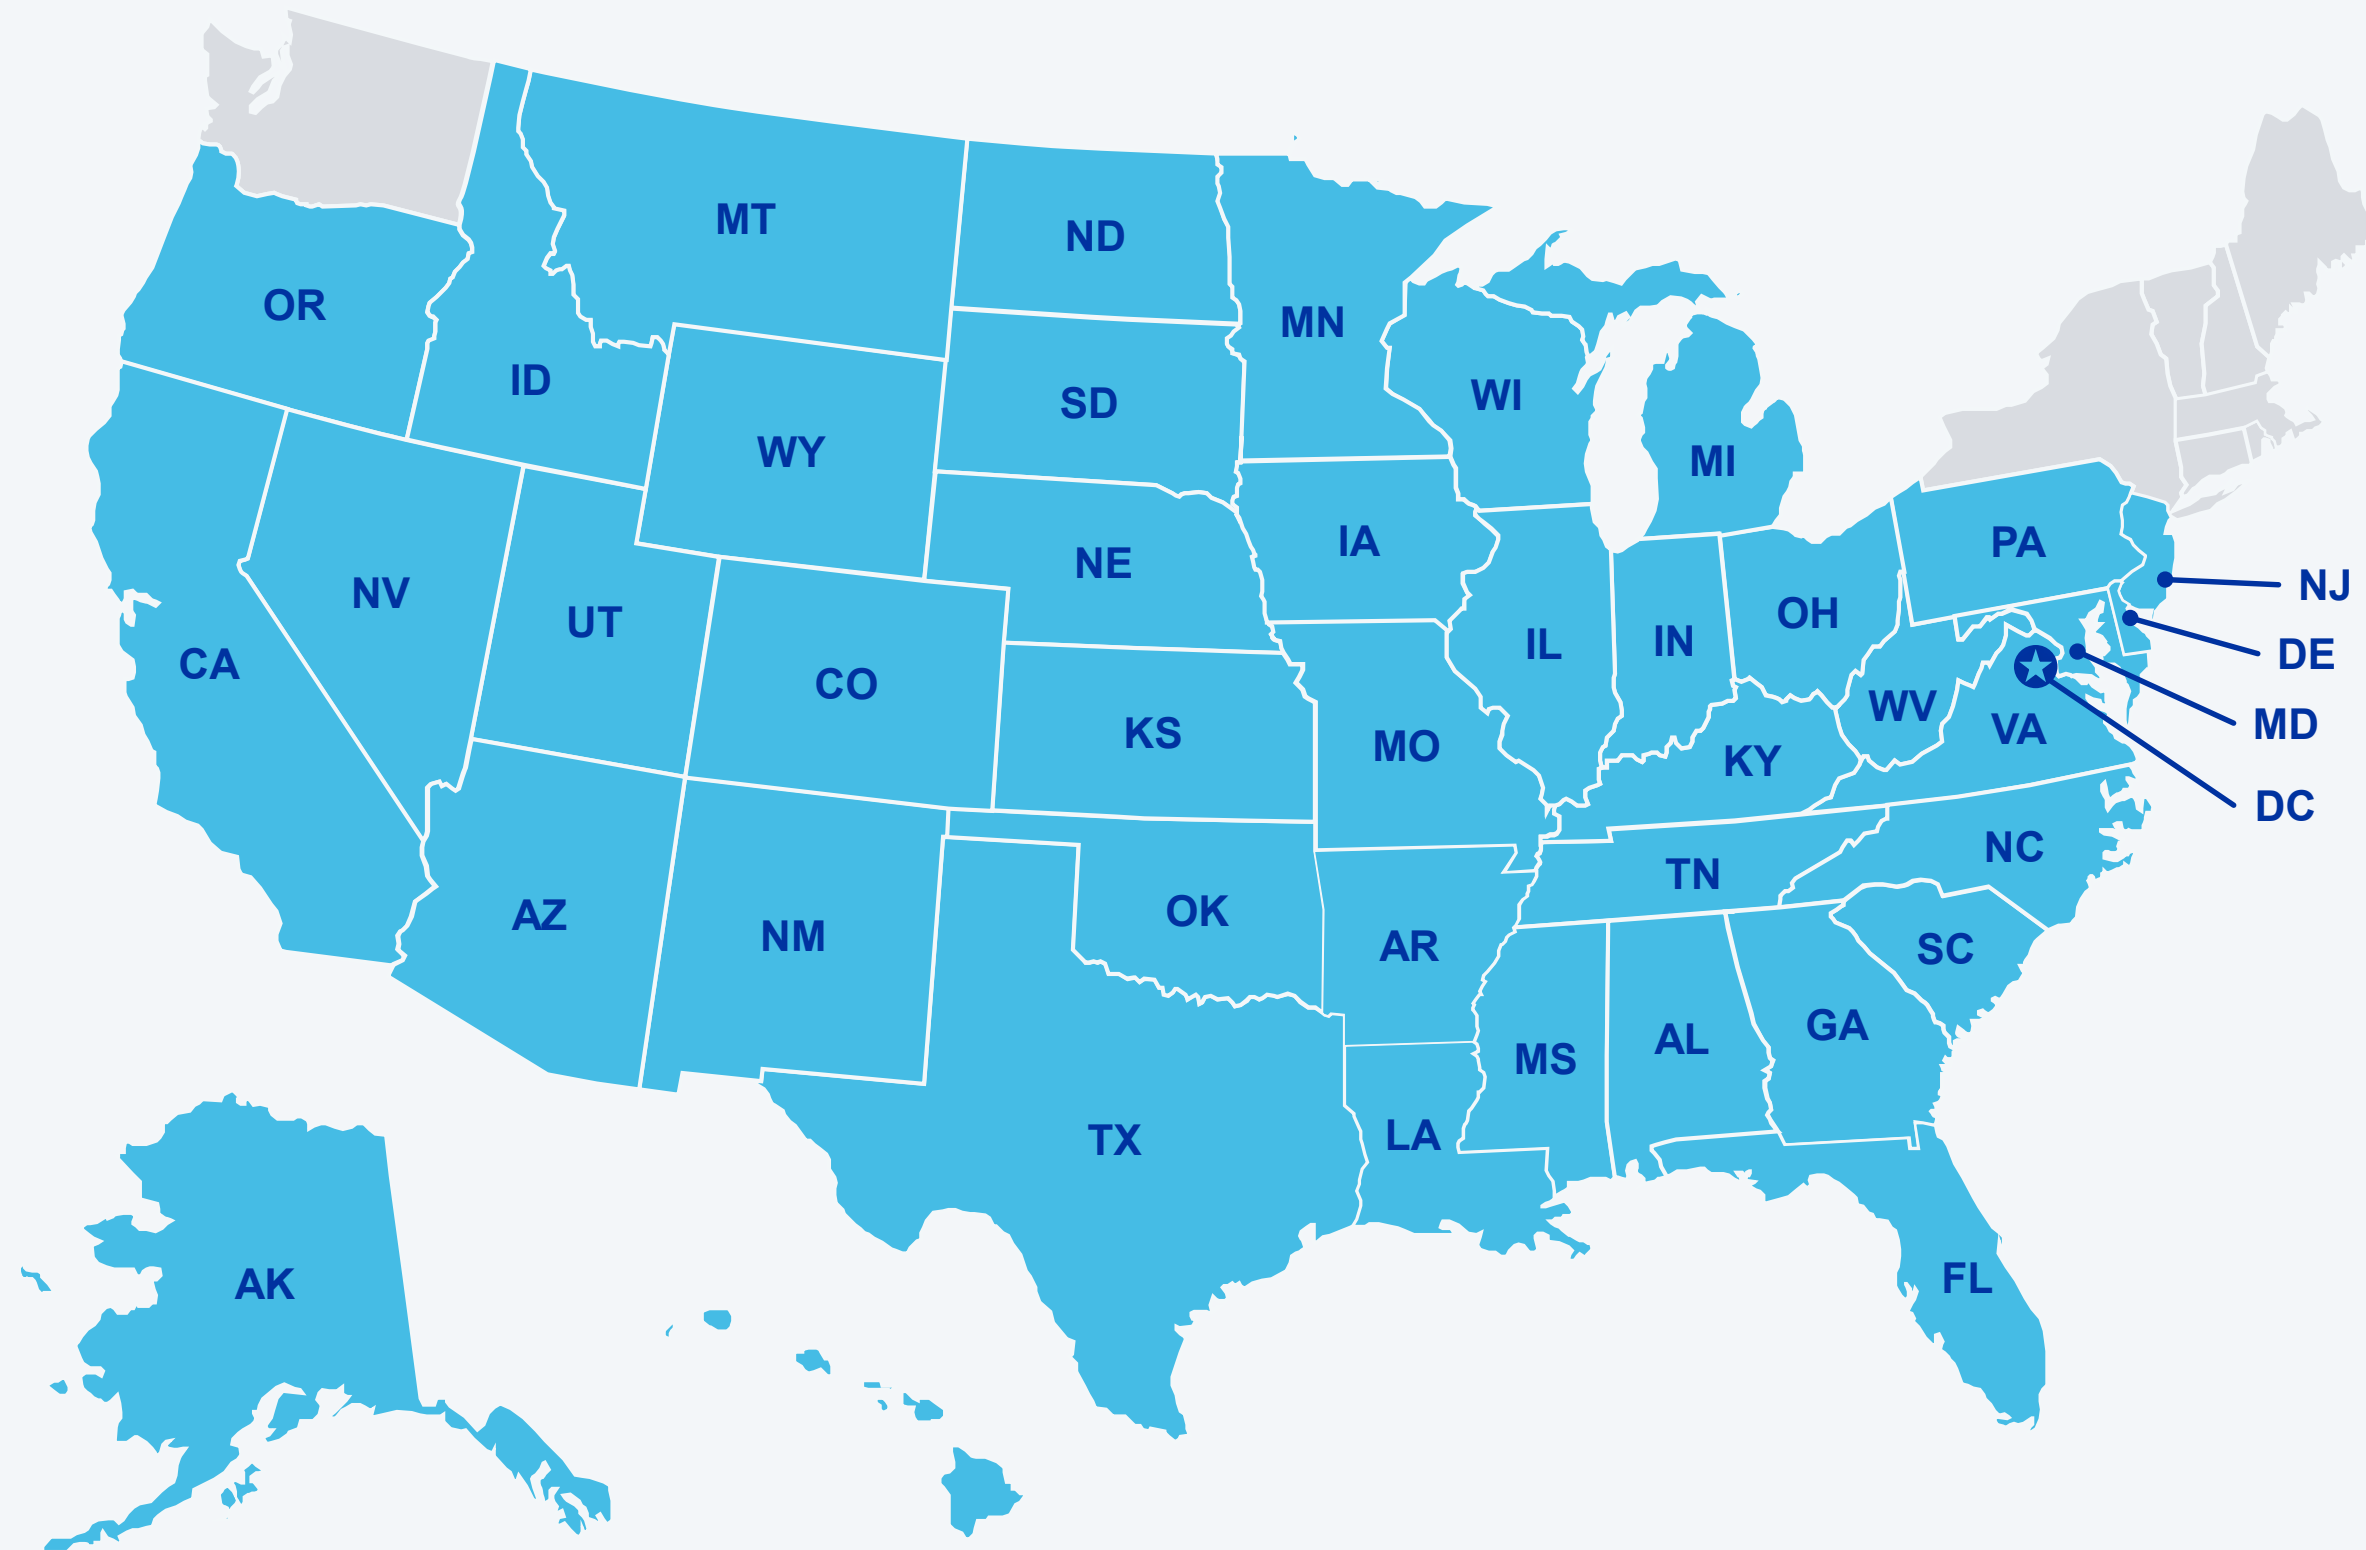 MT
ND
OR
MN
ID
SD
WI
WY
MI
IA
PA
NE
NJ
NV
OH
UT
IN
IL
DE
CA
CO
WV
MD
VA
KS
MO
KY
DC
NC
TN
OK
AZ
NM
AR
SC
GA
AL
MS
LA
TX
FL
AK